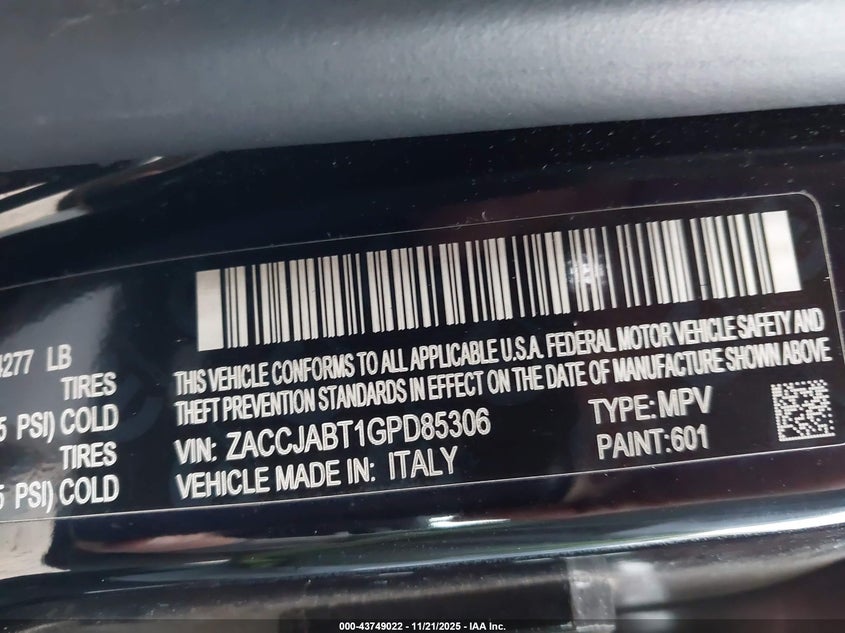 4277 LB
TIRES
5 PSI) COLD
TIRES
5 PSI) COLD
THIS VEHICLE CONFORMS TO ALL APPLICABLE U.S.A. FEDERAL MOTOR VEHICLE SAFETY AND
THEFT PREVENTION STANDARDS IN EFFECT ON THE DATE OF MANUFACTURE SHOWN ABOVE
VIN: ZACCJABT1GPD85306
TYPE:MPV
VEHICLE MADE IN: ITALY
PAINT:601
000-43749022 - 11/21/2025 - IAA Inc.